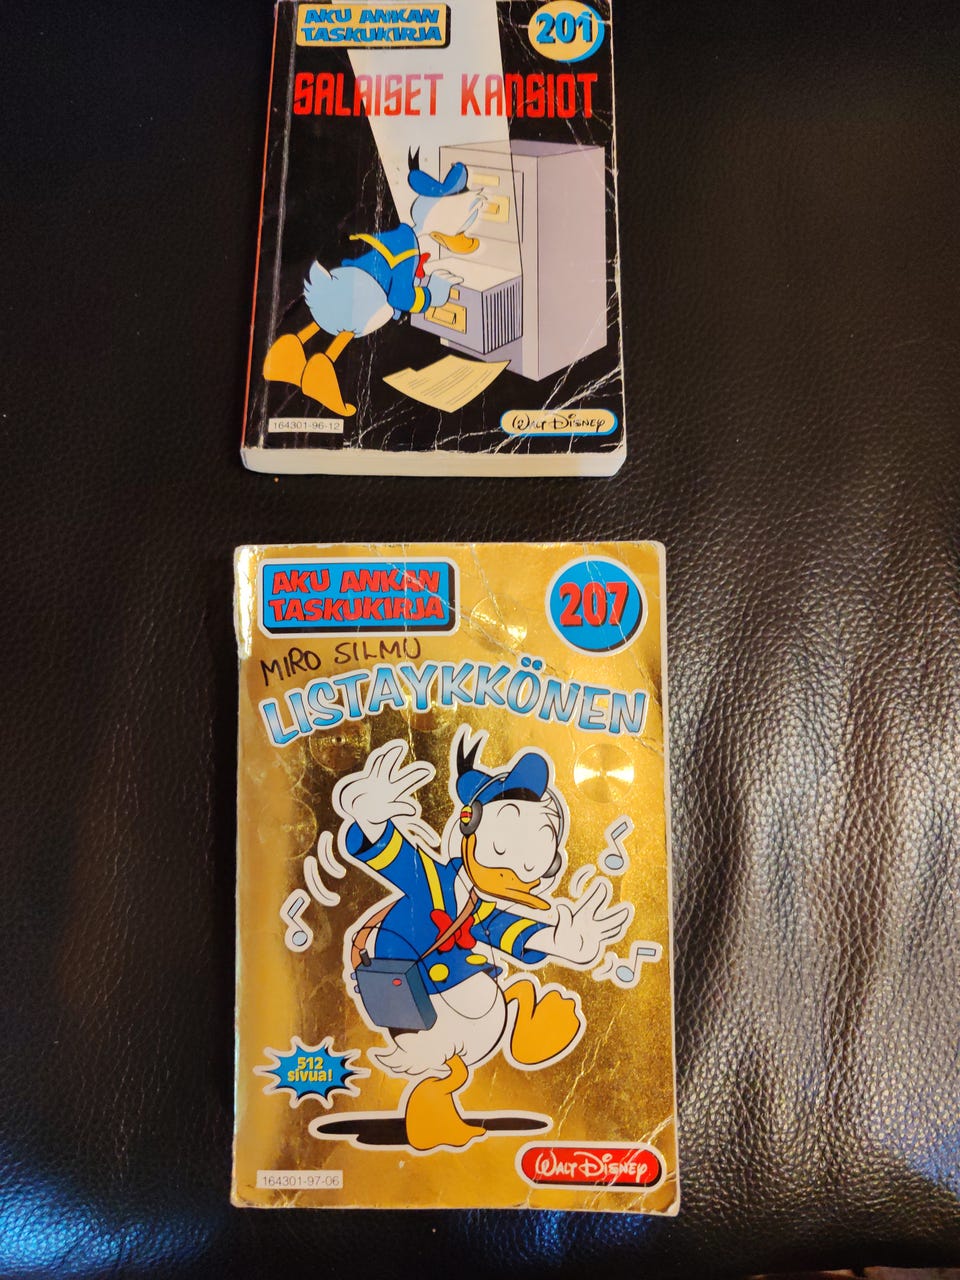 AKU ANKAN
TASKUKIRJA
201
SALAISET KANSIOT
164301-96-12
WALT DISNEY
AKU ANKAN
TASKUKIRJA
207
MIRO SILMU
LISTAYKKÖNEN
512
sivua!
164301-97-06
WALT DISNEY